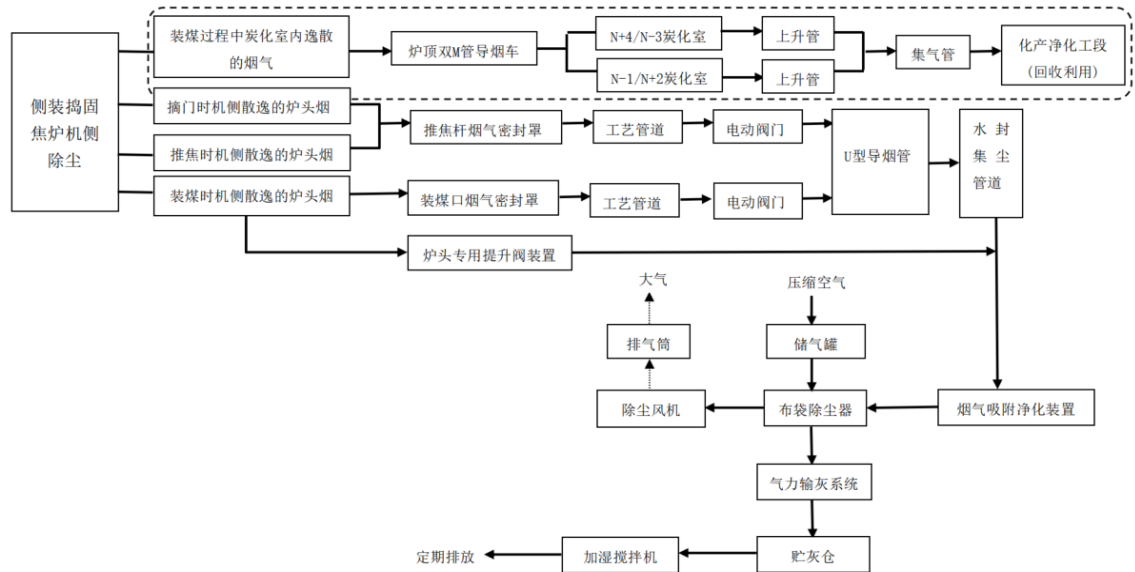 侧装捣固
焦炉机侧
除尘
装煤过程中炭化室内逸散
的烟气
炉顶双M管导烟车
N+4/N-3炭化室
上升管
N-1/N+2炭化室
上升管
集气管
化产净化工段
(回收利用)
摘门时机侧散逸的炉头烟
推焦时机侧散逸的炉头烟
推焦杆烟气密封罩
工艺管道
电动阀门
装煤时机侧散逸的炉头烟
装煤口烟气密封罩
工艺管道
电动阀门
U型导烟管
水封
集尘
管道
炉头专用提升阀装置
大气
压缩空气
排气筒
储气罐
除尘风机
布袋除尘器
烟气吸附净化装置
气力输灰系统
定期排放
加湿搅拌机
贮灰仓